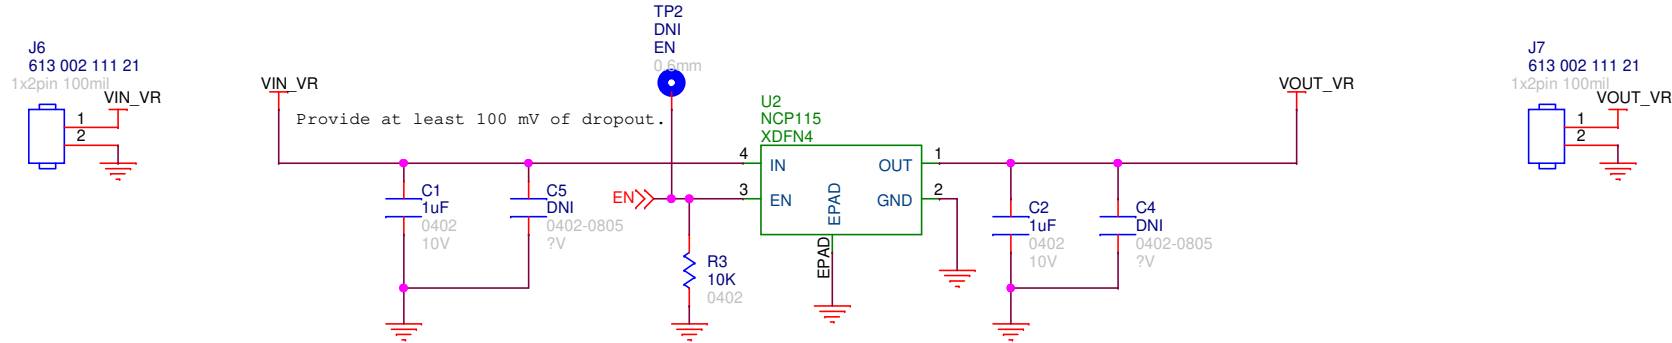 J6
613 002 111 21
1x2pin 100mil
VIN_VR
1
2
VIN_VR
Provide at least 100 mV of dropout.
TP2
DNI
EN
0.6mm
U2
NCP115
XDFN4
4
IN
3
EN
EPAD
EPAD
OUT
1
GND
2
EN
C1
1uF
0402
10V
C5
DNI
0402-0805
?V
R3
10K
0402
C2
1uF
0402
10V
C4
DNI
0402-0805
?V
VOUT_VR
J7
613 002 111 21
1x2pin 100mil
VOUT_VR
1
2